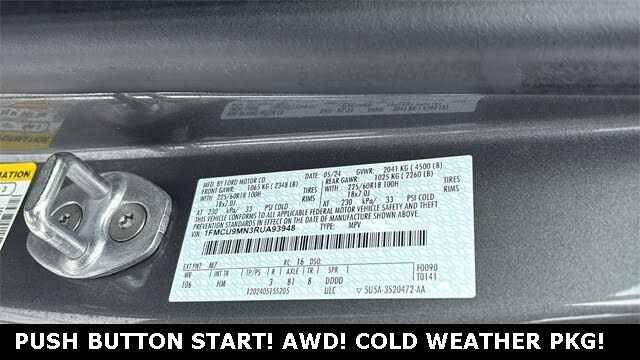 MFD. BY FORD MOTOR CO.
05/24
GVWR: 2041 KG ( 4500 LB)
FRONT GAWR: 1065 KG ( 2348 LB)
REAR GAWR: 1025 KG ( 2260 LB)
225/60R18 100H TIRES
225/60R18 100H TIRES
18x7.0J RIMS
18x7.0J RIMS
AT 230 kPa/ 33 PSI COLD
AT 230 kPa/ 33 PSI COLD
THIS VEHICLE CONFORMS TO ALL APPLICABLE FEDERAL MOTOR VEHICLE SAFETY AND
THEFT PREVENTION STANDARDS IN EFFECT ON THE DATE OF MANUFACTURE SHOWN ABOVE.
VIN: 1FMCU9MN3RUA93948
TYPE: MPV
F0090
T0141
EXT PNT: M7 RC: 16 DSO:
WB INT TR TP/PS R AXLE TR SPR
106 HM 3 81 8 DDDD
1202405155205 ULC
5U5A-3520472-AA
PUSH BUTTON START! AWD! COLD WEATHER PKG!